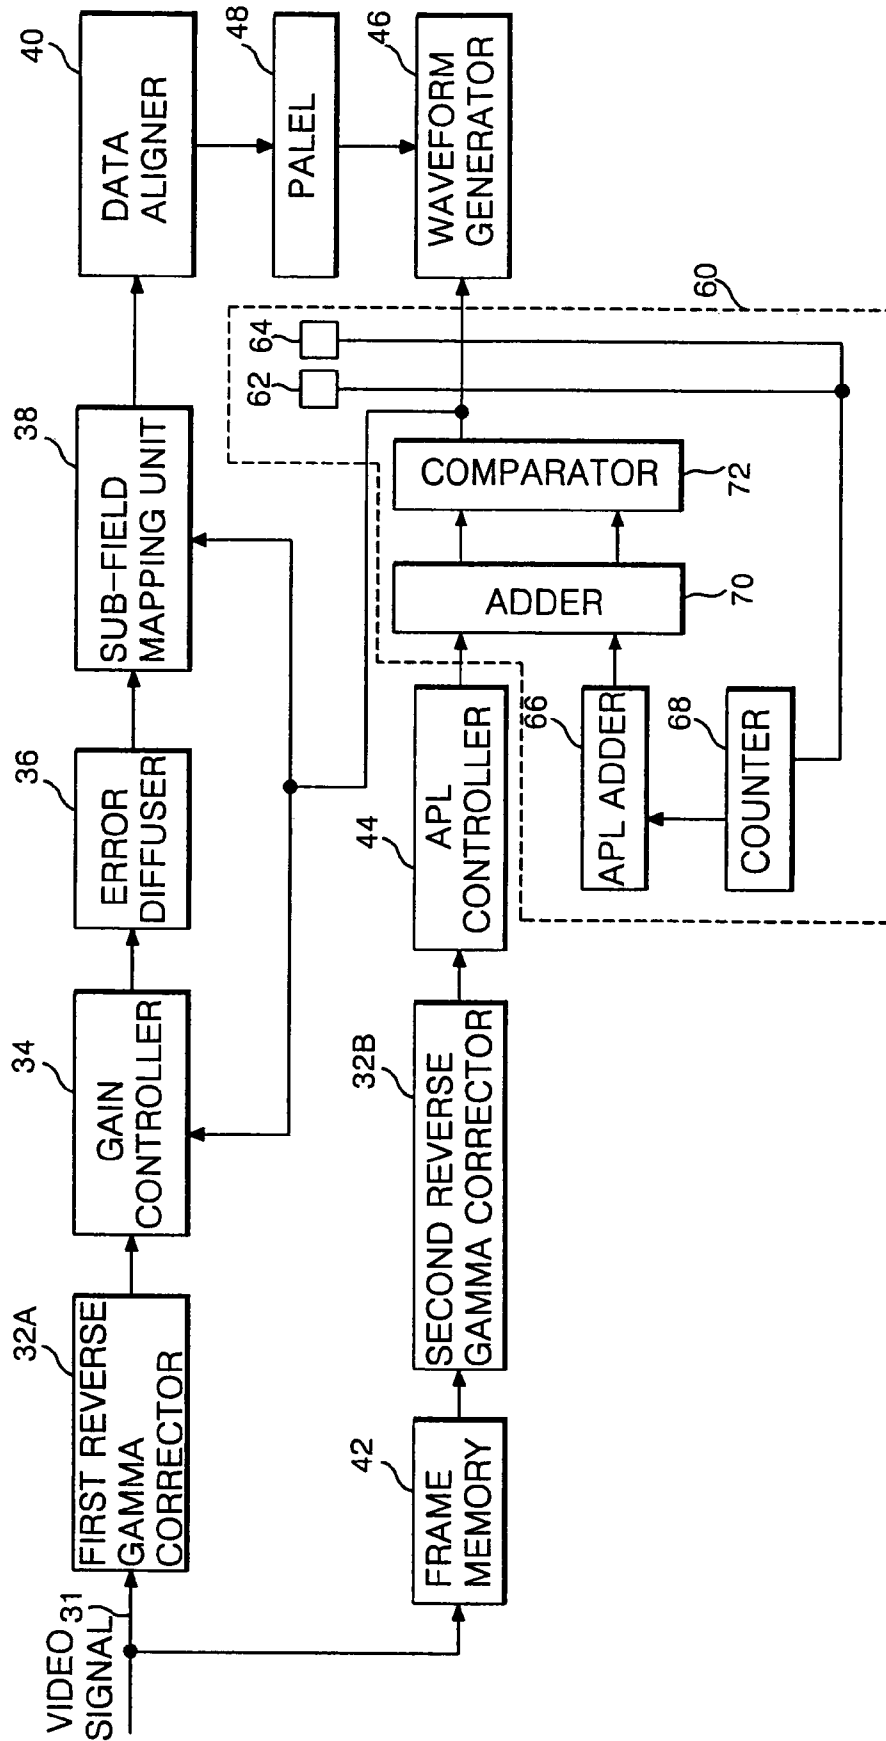 VIDEO
SIGNAL
31
32A
FIRST REVERSE
GAMMA
CORRECTOR
34
GAIN
CONTROLLER
36
ERROR
DIFFUSER
38
SUB-FIELD
MAPPING UNIT
40
DATA
ALIGNER
48
PALEL
46
WAVEFORM
GENERATOR
42
FRAME
MEMORY
32B
SECOND REVERSE
GAMMA CORRECTOR
44
APL
CONTROLLER
66
APL ADDER
68
COUNTER
ADDER
70
COMPARATOR
72
62
64
60